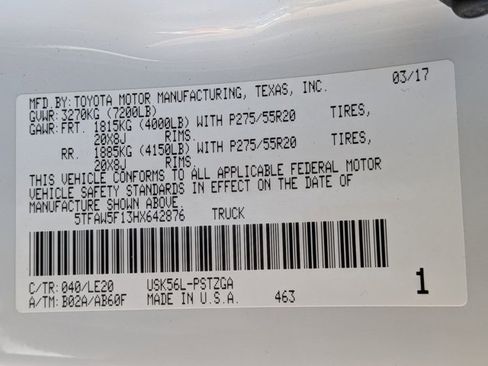 MFD.BY:TOYOTA MOTOR MANUFACTURING, TEXAS, INC. 03/17
GVWR: 3270KG (7200LB)
GAWR:FRT. 1815KG (4000LB) WITH P275/55R20 TIRES,
20X8J RIMS.
RR. 1885KG (4150LB) WITH P275/55R20 TIRES,
20X8J RIMS.
THIS VEHICLE CONFORMS TO ALL APPLICABLE FEDERAL MOTOR
VEHICLE SAFETY STANDARDS IN EFFECT ON THE DATE OF
MANUFACTURE SHOWN ABOVE.
5TFAW5F13HX642876 TRUCK
C/TR: 040/LE20 USK56L-PSTZGA
A/TM: B02A/AB60F MADE IN U.S.A. 463 1